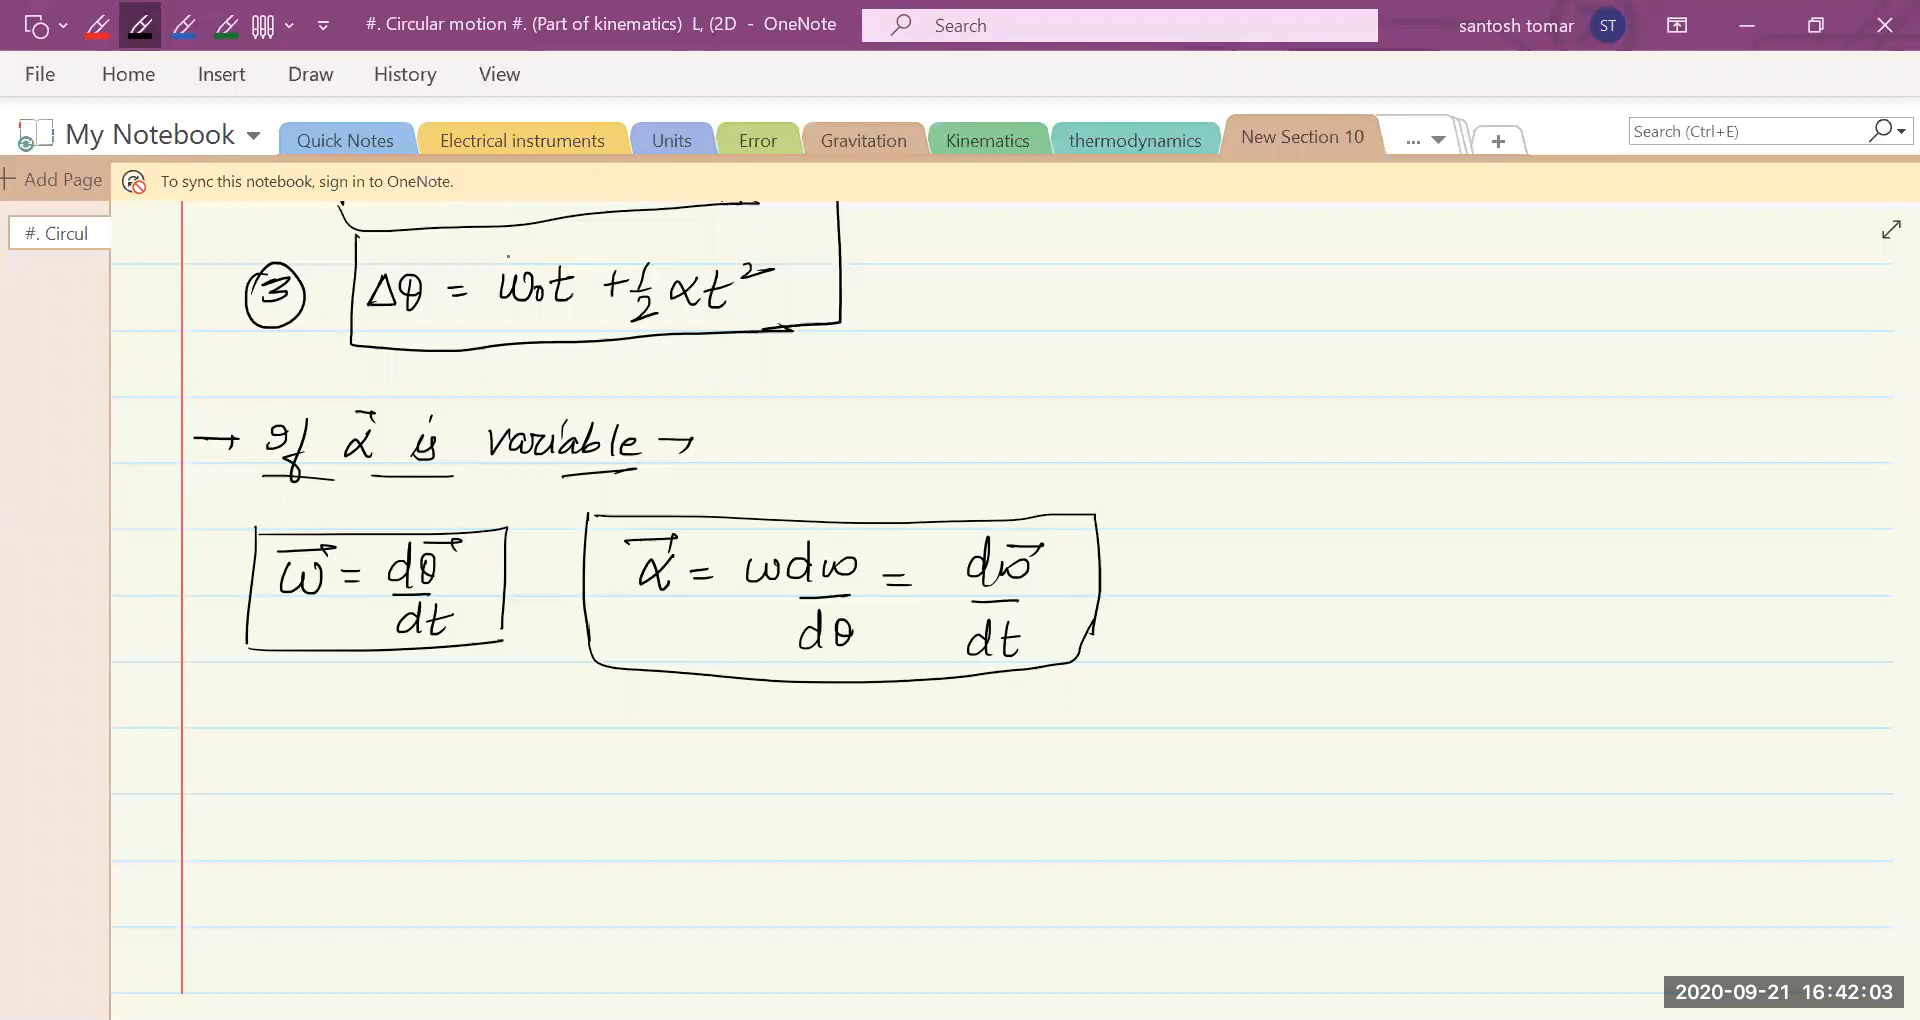 #. Circular motion #. (Part of kinematics) L, (2D - OneNote
Search
santosh tomar
ST
File Home Insert Draw History View
My Notebook
Quick Notes
Electrical instruments
Units
Error
Gravitation
Kinematics
thermodynamics
New Section 10
...
+
Search (Ctrl+E)
+ Add Page
To sync this notebook, sign in to OneNote.
#. Circul
③ Δθ = ω₀t + 1/2 αt²
→ If α⃗ is variable →
ω⃗ = dθ⃗/dt
α⃗ = ωdω/dθ = dω⃗/dt
2020-09-21 16:42:03